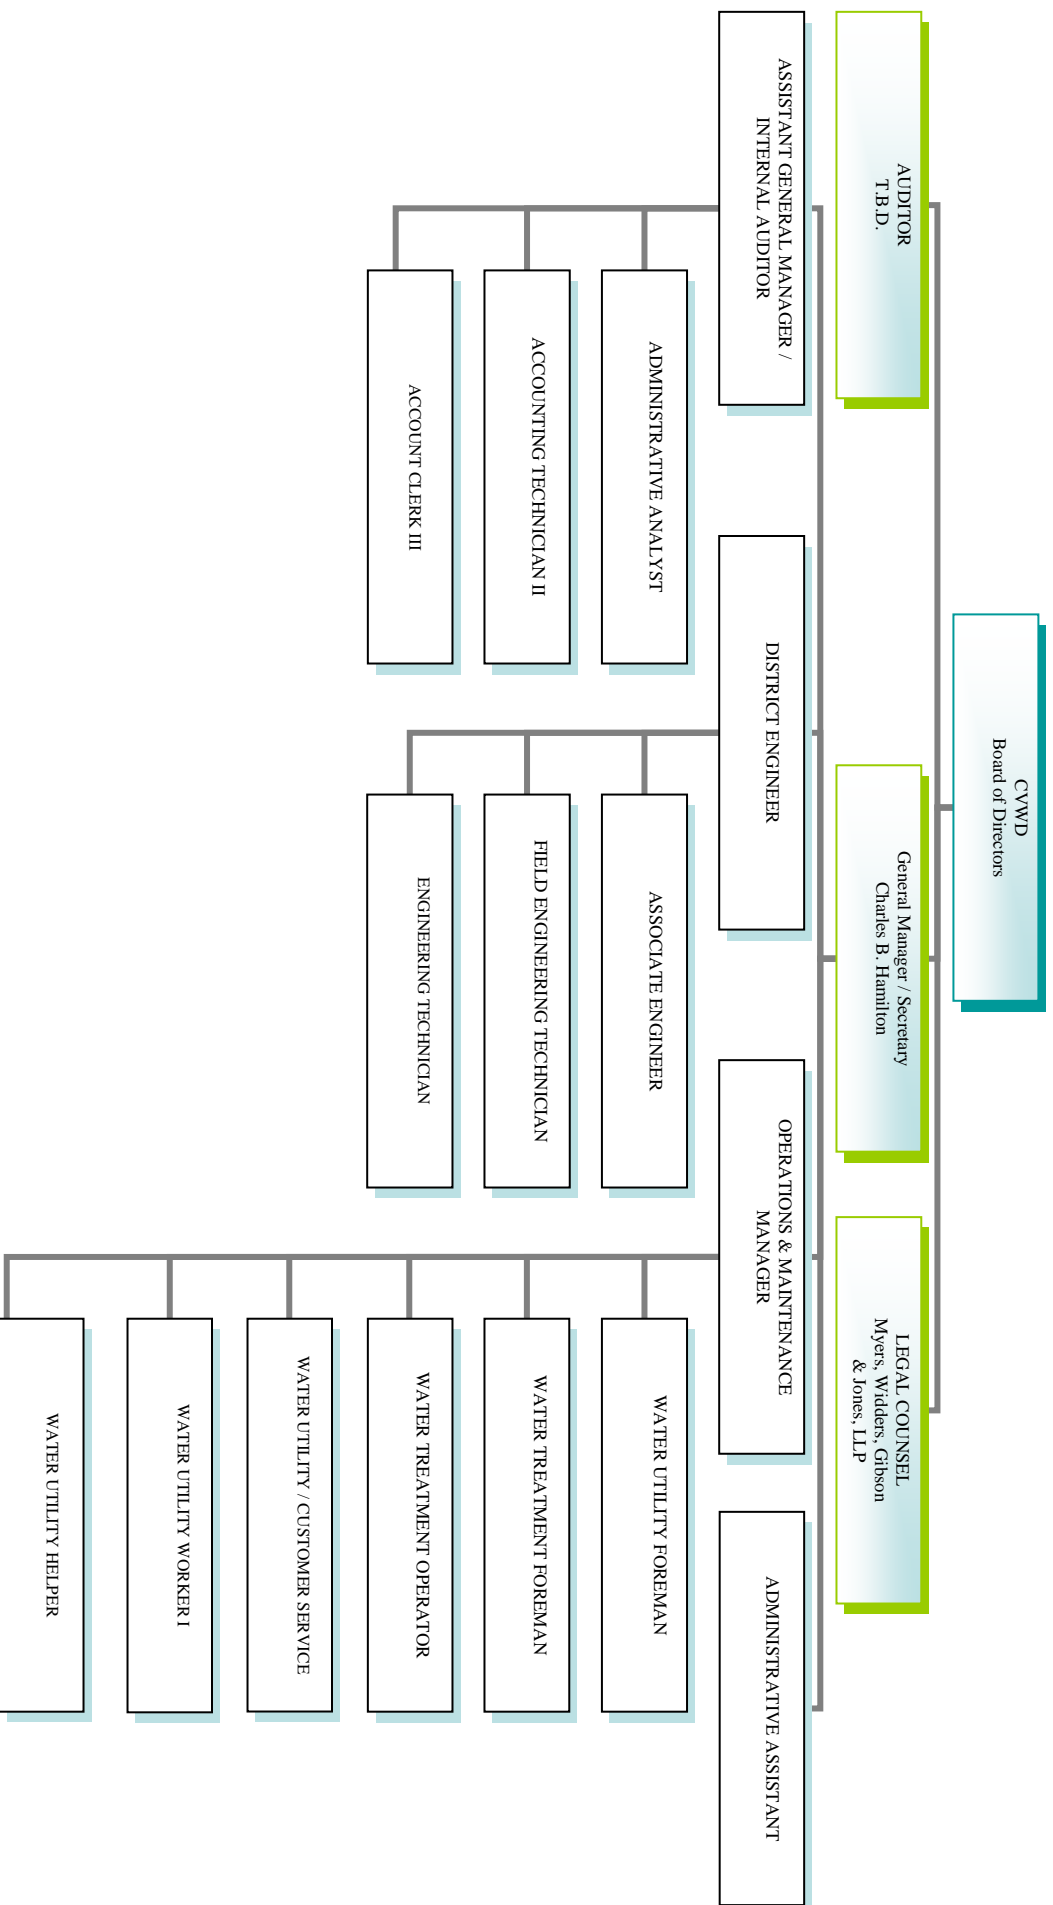 CVWD
Board of Directors
AUDITOR
T.B.D.
General Manager / Secretary
Charles B. Hamilton
LEGAL COUNSEL
Myers, Widders, Gibson
& Jones, LLP
ASSISTANT GENERAL MANAGER /
INTERNAL AUDITOR
DISTRICT ENGINEER
OPERATIONS & MAINTENANCE
MANAGER
ADMINISTRATIVE ASSISTANT
ADMINISTRATIVE ANALYST
ACCOUNTING TECHNICIAN II
ACCOUNT CLERK III
ASSOCIATE ENGINEER
FIELD ENGINEERING TECHNICIAN
ENGINEERING TECHNICIAN
WATER UTILITY FOREMAN
WATER TREATMENT FOREMAN
WATER TREATMENT OPERATOR
WATER UTILITY / CUSTOMER SERVICE
WATER UTILITY WORKER I
WATER UTILITY HELPER